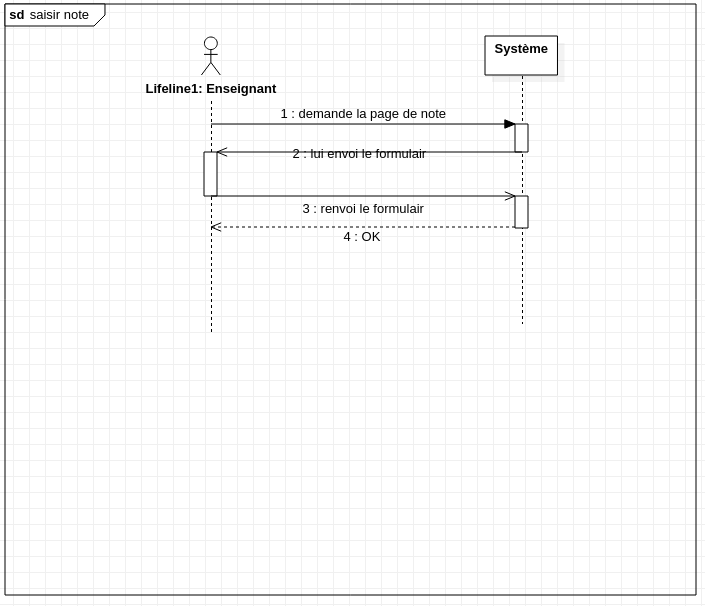 sd saisir note
Système
Lifeline1: Enseignant
1 : demande la page de note
2 : lui envoi le formulair
3 : renvoi le formulair
4 : OK